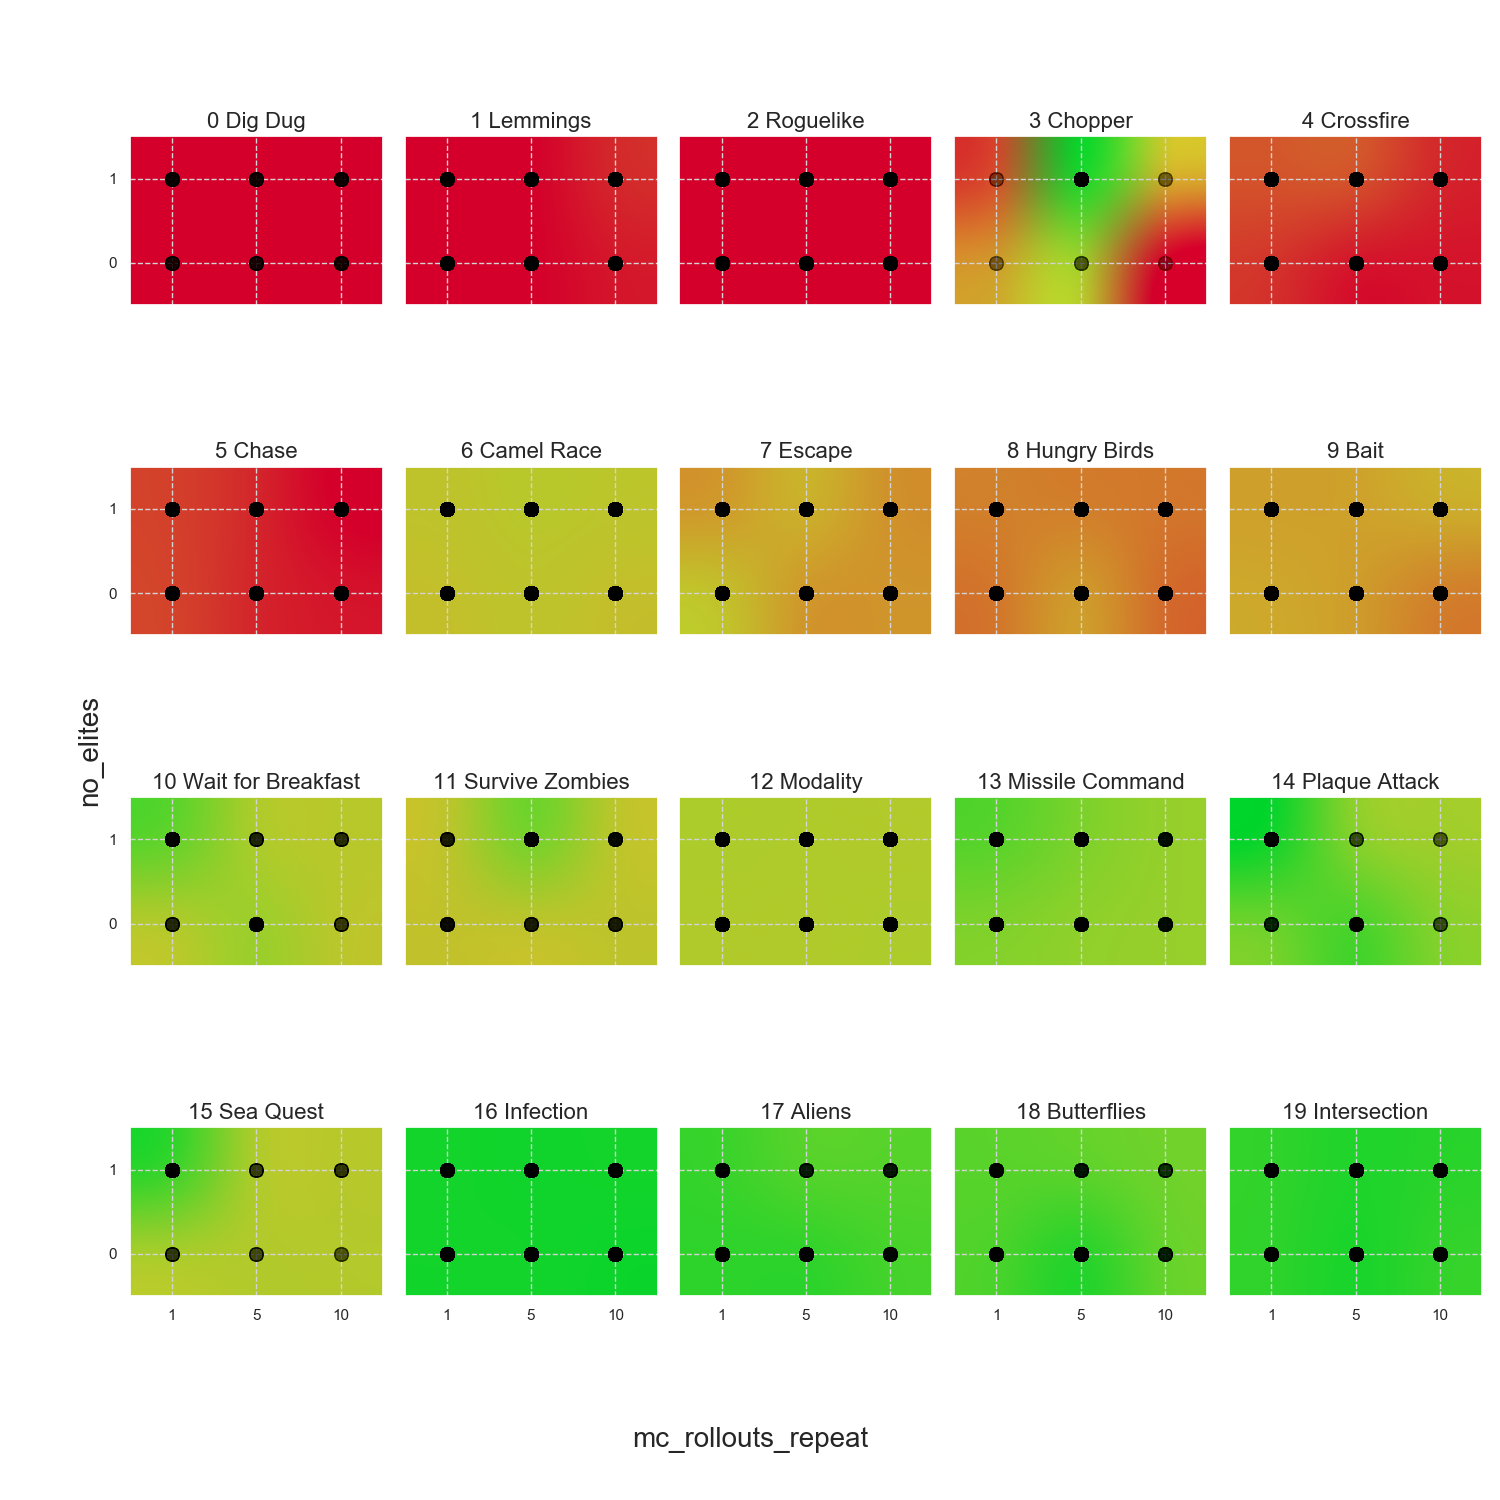 0 Dig Dug
1 Lemmings
2 Roguelike
3 Chopper
4 Crossfire
1
0
5 Chase
6 Camel Race
7 Escape
8 Hungry Birds
9 Bait
1
0
no_elites
10 Wait for Breakfast
11 Survive Zombies
12 Modality
13 Missile Command
14 Plaque Attack
1
0
15 Sea Quest
16 Infection
17 Aliens
18 Butterflies
19 Intersection
1
0
1 5 10
1 5 10
1 5 10
1 5 10
1 5 10
mc_rollouts_repeat